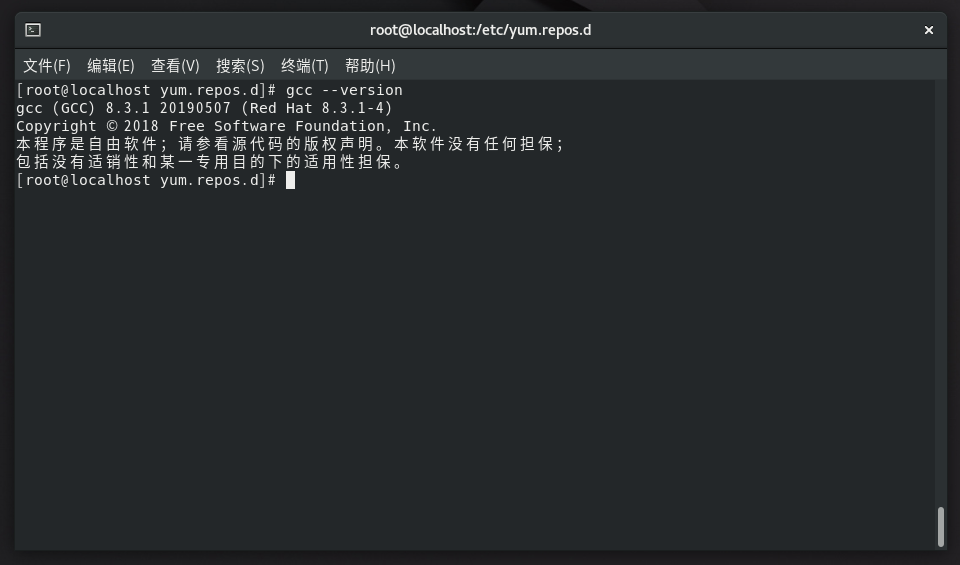 root@localhost:/etc/yum.repos.d
文件(F) 编辑(E) 查看(V) 搜索(S) 终端(T) 帮助(H)
[root@localhost yum.repos.d]# gcc --version
gcc (GCC) 8.3.1 20190507 (Red Hat 8.3.1-4)
Copyright © 2018 Free Software Foundation, Inc.
本程序是自由软件；请参看源代码的版权声明。本软件没有任何担保；
包括没有适销性和某一专用目的下的适用性担保。
[root@localhost yum.repos.d]#